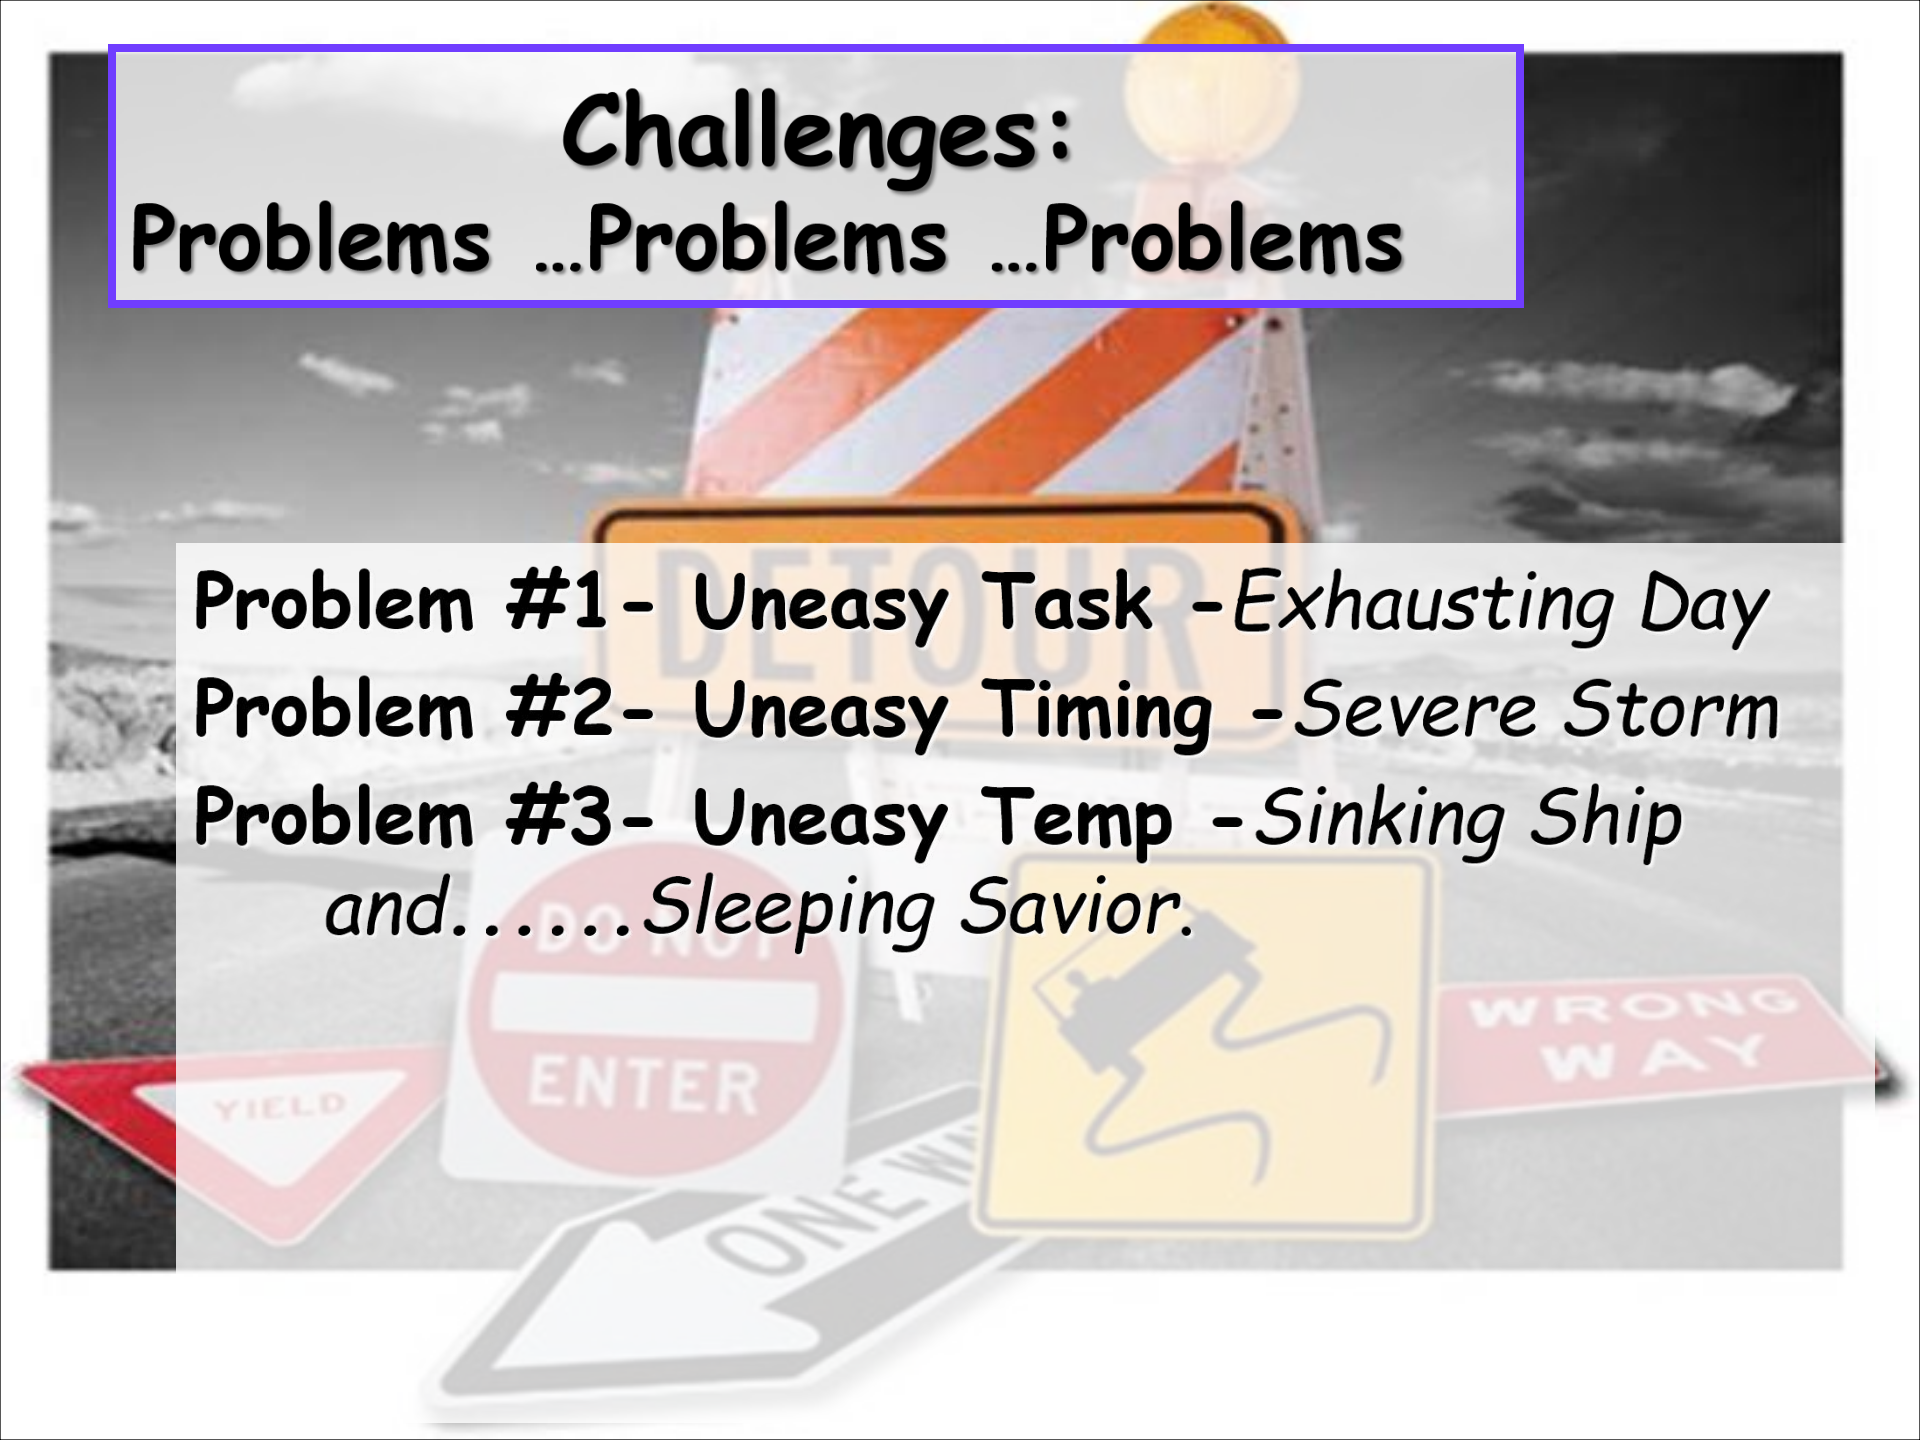 Challenges:
Problems …Problems …Problems
Problem #1- Uneasy Task -Exhausting Day
Problem #2- Uneasy Timing -Severe Storm
Problem #3- Uneasy Temp -Sinking Ship
and......Sleeping Savior.
DETOUR
DO NOT
ENTER
WRONG
WAY
YIELD
ONE WA